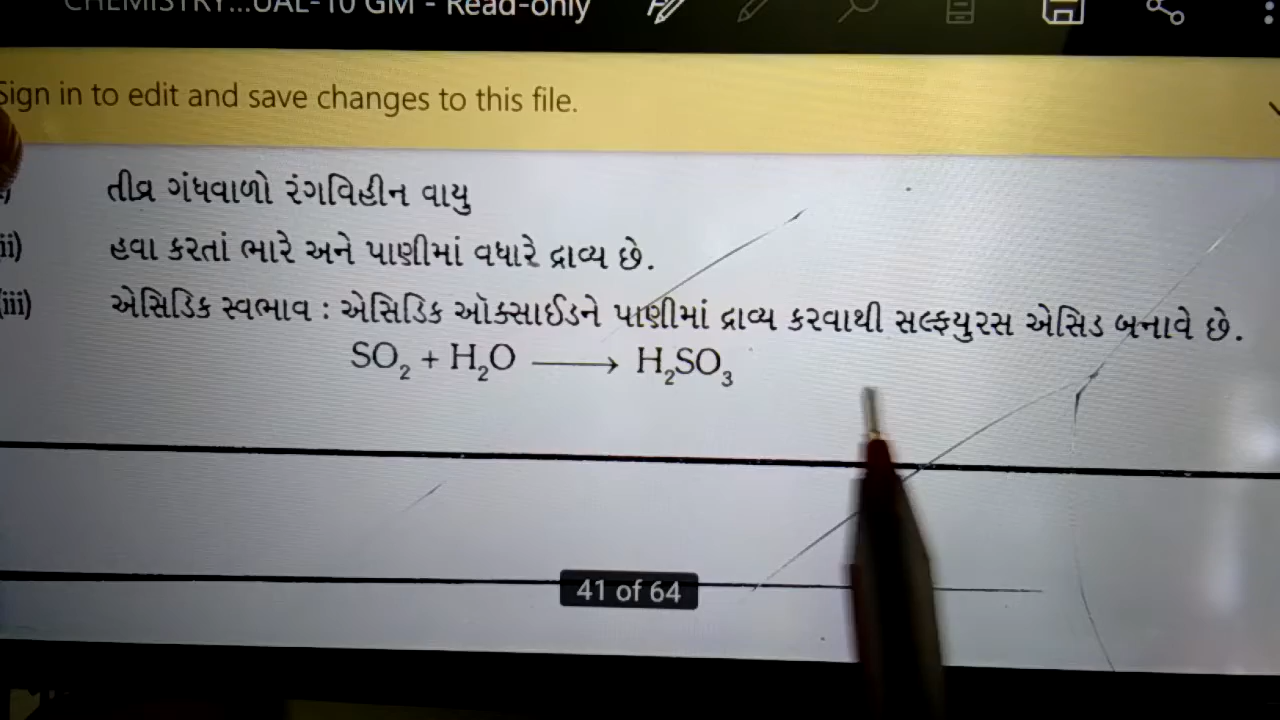 CHEMISTRY...UAL-10 GM - Read-only
Sign in to edit and save changes to this file.
તીવ્ર ગંધવાળો રંગવિહીન વાયુ
ii) હવા કરતાં ભારે અને પાણીમાં વધારે દ્રાવ્ય છે.
(iii) એસિડિક સ્વભાવ : એસિડિક ઑક્સાઈડને પાણીમાં દ્રાવ્ય કરવાથી સલ્ફ્યુરસ એસિડ બનાવે છે.
SO₂ + H₂O ⟶ H₂SO₃
41 of 64